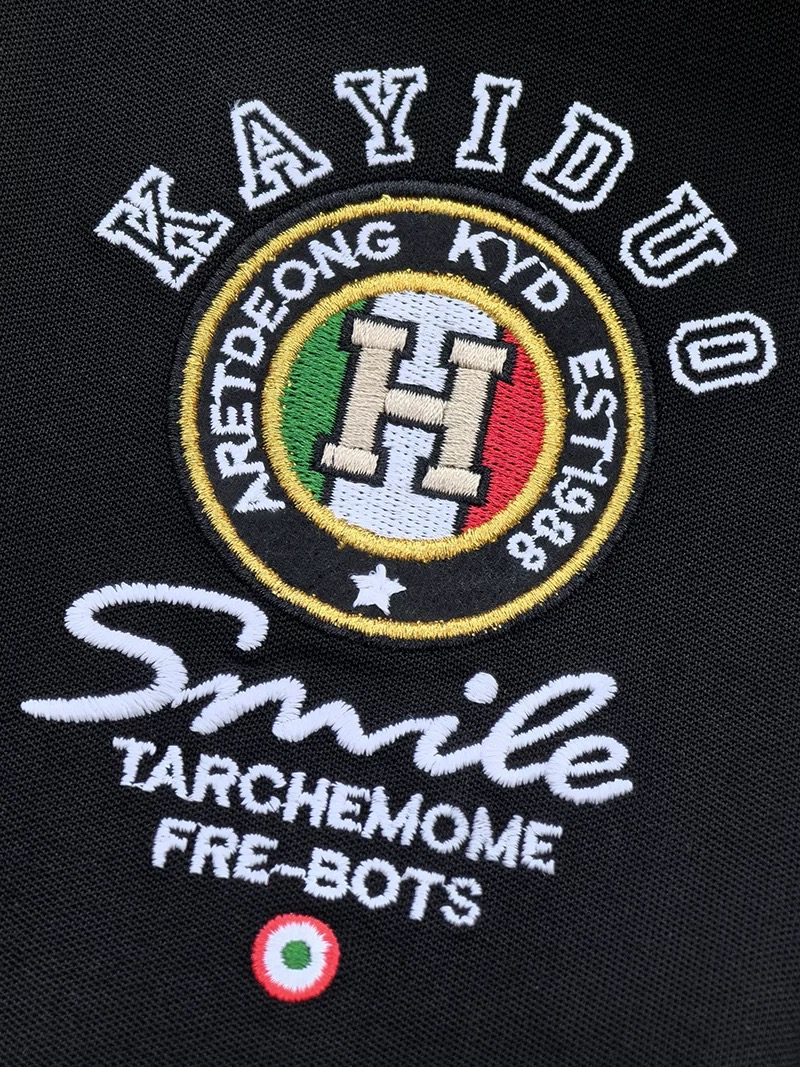 KAYIDUO
ARETDEONG KYD EST1988
H
Smile
TARCHEMOME
FRE-BOTS